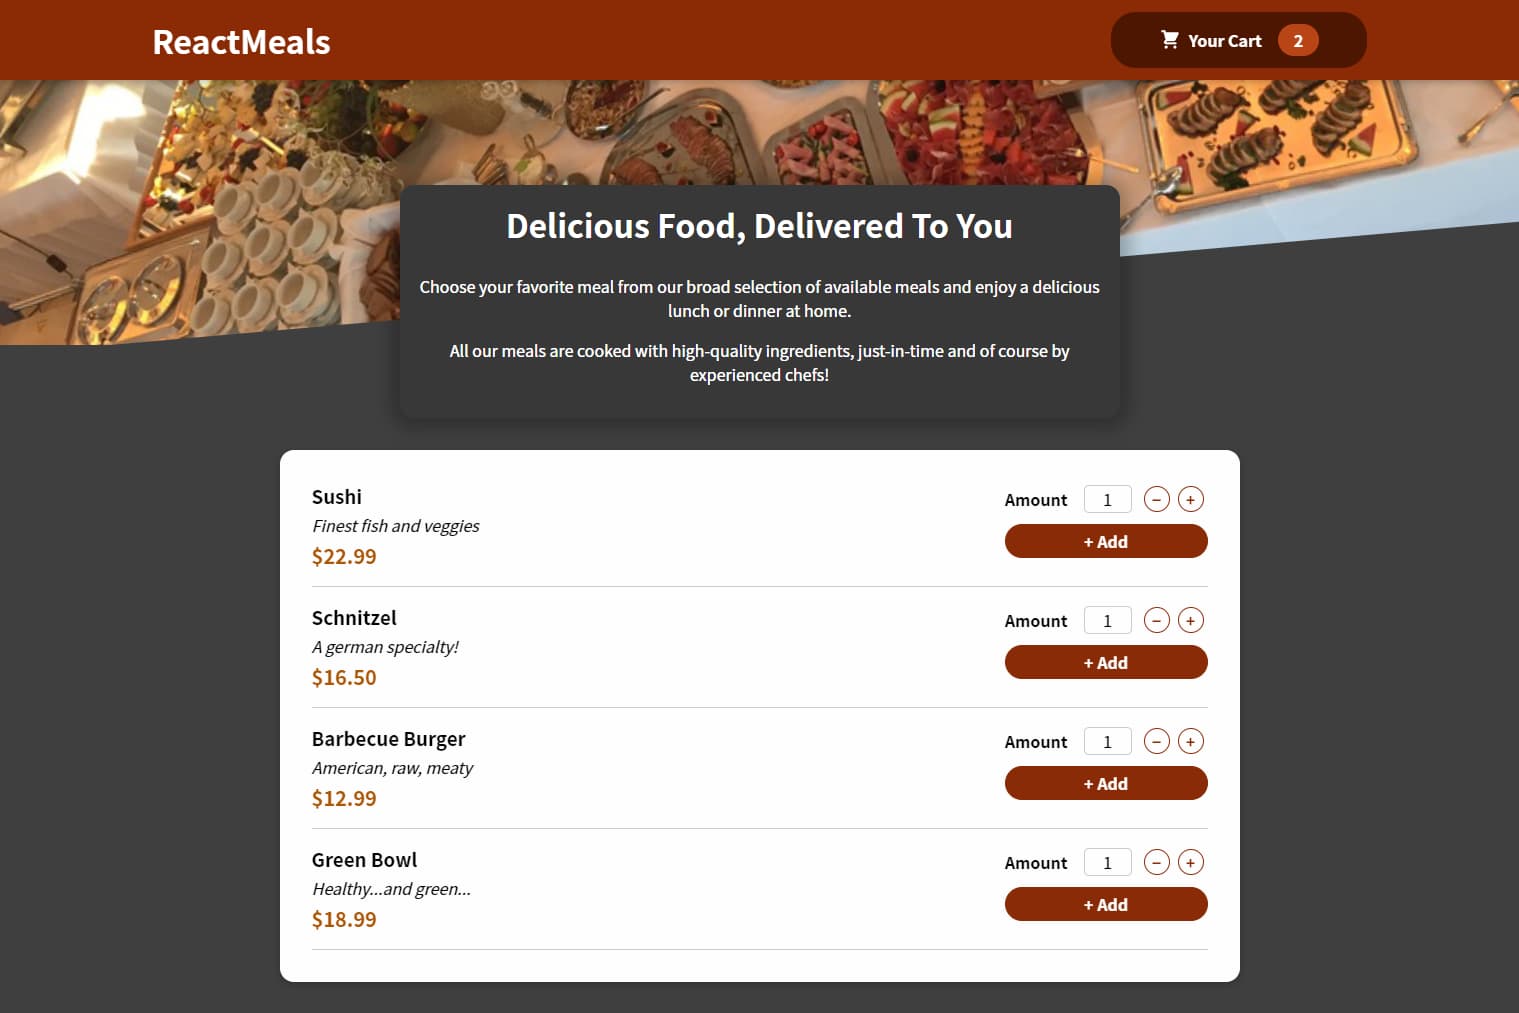 ReactMeals
Your Cart 2
Delicious Food, Delivered To You
Choose your favorite meal from our broad selection of available meals and enjoy a delicious
lunch or dinner at home.
All our meals are cooked with high-quality ingredients, just-in-time and of course by
experienced chefs!
Sushi
Finest fish and veggies
$22.99
Amount 1 − +
+ Add
Schnitzel
A german specialty!
$16.50
Amount 1 − +
+ Add
Barbecue Burger
American, raw, meaty
$12.99
Amount 1 − +
+ Add
Green Bowl
Healthy...and green...
$18.99
Amount 1 − +
+ Add